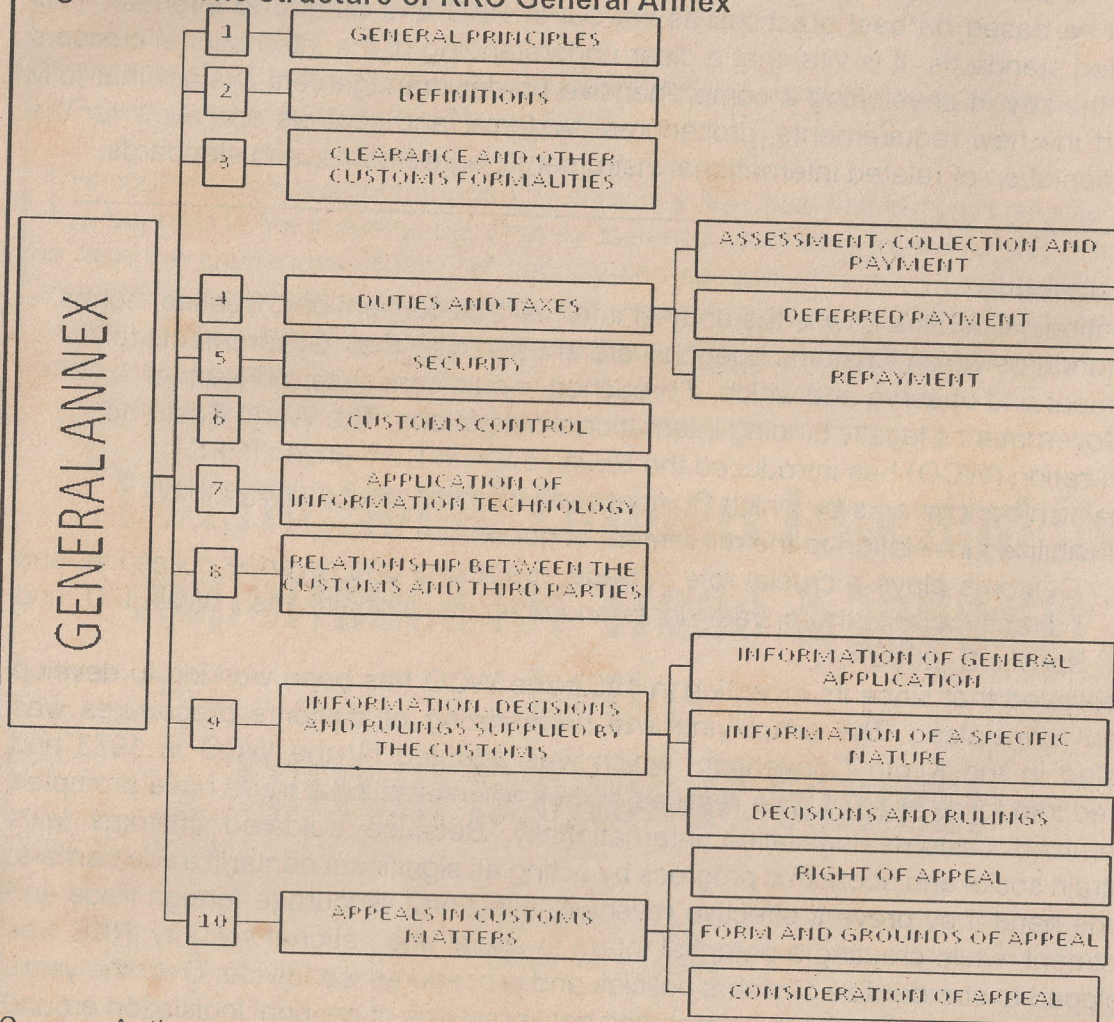 The Structure of RKC General Annex
GENERAL ANNEX
1
GENERAL PRINCIPLES
2
DEFINITIONS
3
CLEARANCE AND OTHER
CUSTOMS FORMALITIES
4
DUTIES AND TAXES
ASSESSMENT, COLLECTION AND
PAYMENT
DEFERRED PAYMENT
REPAYMENT
5
SECURITY
6
CUSTOMS CONTROL
7
APPLICATION OF
INFORMATION TECHNOLOGY
8
RELATIONSHIP BETWEEN THE
CUSTOMS AND THIRD PARTIES
9
INFORMATION, DECISIONS
AND RULINGS SUPPLIED BY
THE CUSTOMS
INFORMATION OF GENERAL
APPLICATION
INFORMATION OF A SPECIFIC
NATURE
DECISIONS AND RULINGS
10
APPEALS IN CUSTOMS
MATTERS
RIGHT OF APPEAL
FORM AND GROUNDS OF APPEAL
CONSIDERATION OF APPEAL